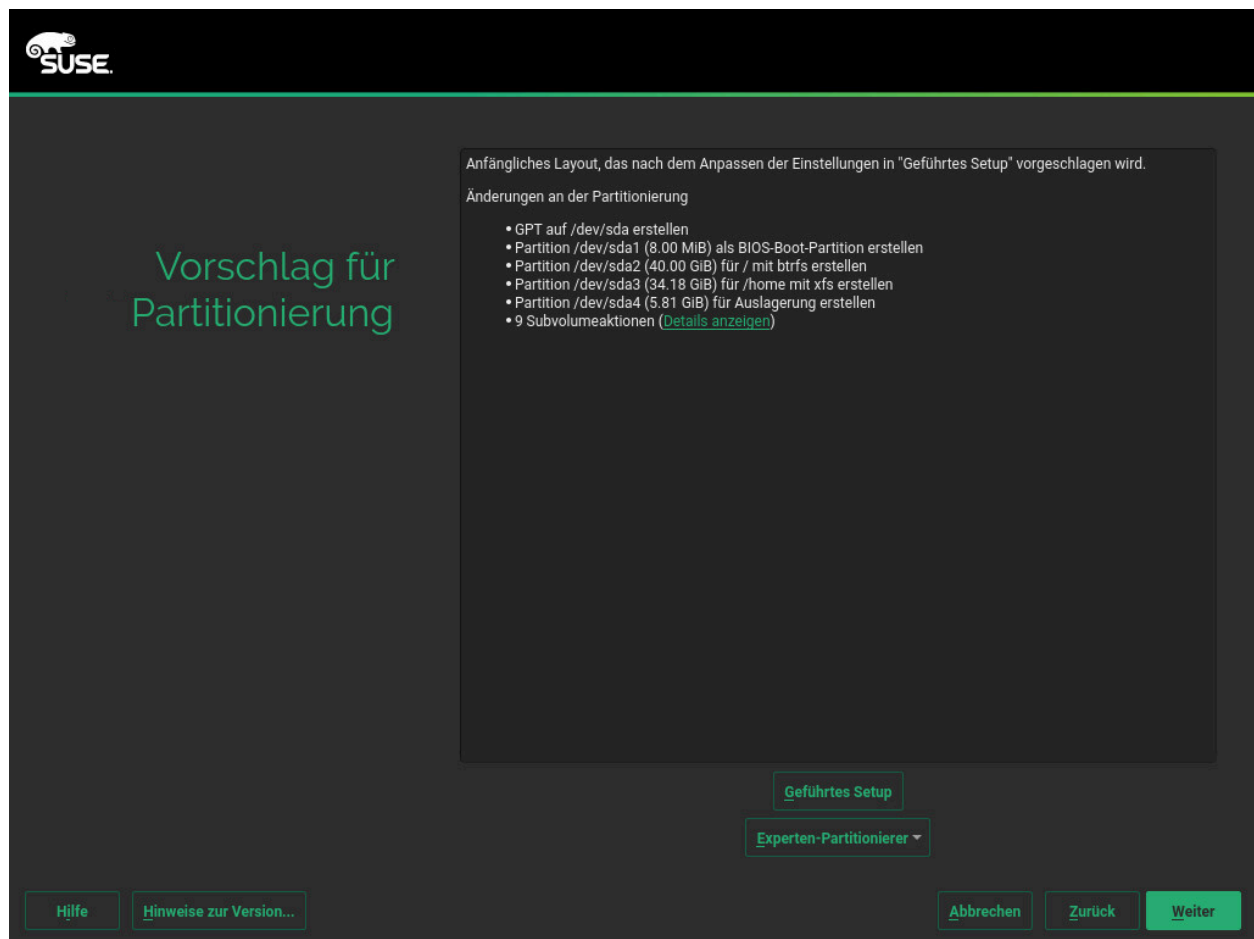 SUSE.
Vorschlag für
Partitionierung
Anfängliches Layout, das nach dem Anpassen der Einstellungen in "Geführtes Setup" vorgeschlagen wird.
Änderungen an der Partitionierung
• GPT auf /dev/sda erstellen
• Partition /dev/sda1 (8.00 MiB) als BIOS-Boot-Partition erstellen
• Partition /dev/sda2 (40.00 GiB) für / mit btrfs erstellen
• Partition /dev/sda3 (34.18 GiB) für /home mit xfs erstellen
• Partition /dev/sda4 (5.81 GiB) für Auslagerung erstellen
• 9 Subvolumeaktionen (Details anzeigen)
Geführtes Setup
Experten-Partitionierer
Hilfe
Hinweise zur Version...
Abbrechen
Zurück
Weiter